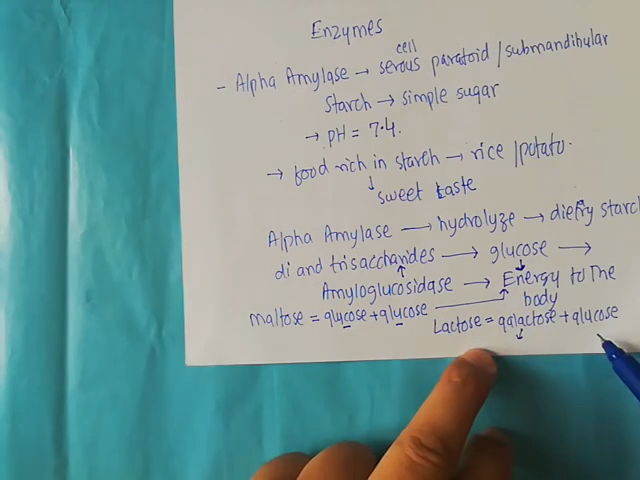 Enzymes
- Alpha Amylase → serous cell paratoid / submandibular
starch → simple sugar
→ pH = 7.4.
→ food rich in starch → rice / potato.
↓ sweet taste
Alpha Amylase → hydrolyze → dietry starch
di and trisaccharides → glucose →
Amyloglucosidase → Energy to The body
Maltose = glucose + glucose
Lactose = galactose + glucose